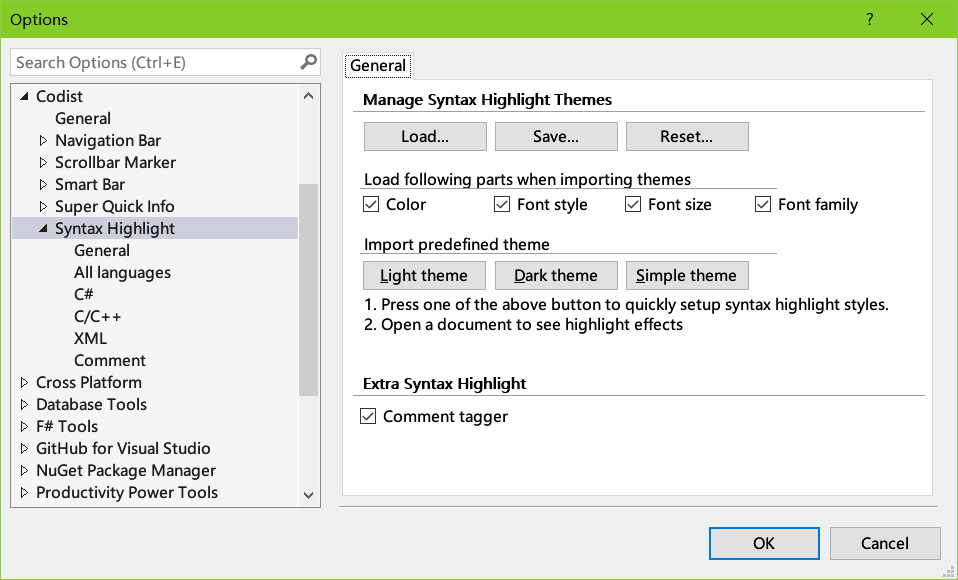 Options
?
Search Options (Ctrl+E)
Codist
General
Navigation Bar
Scrollbar Marker
Smart Bar
Super Quick Info
Syntax Highlight
General
All languages
C#
C/C++
XML
Comment
Cross Platform
Database Tools
F# Tools
GitHub for Visual Studio
NuGet Package Manager
Productivity Power Tools
General
Manage Syntax Highlight Themes
Load... Save... Reset...
Load following parts when importing themes
Color Font style Font size Font family
Import predefined theme
Light theme Dark theme Simple theme
1. Press one of the above button to quickly setup syntax highlight styles.
2. Open a document to see highlight effects
Extra Syntax Highlight
Comment tagger
OK Cancel